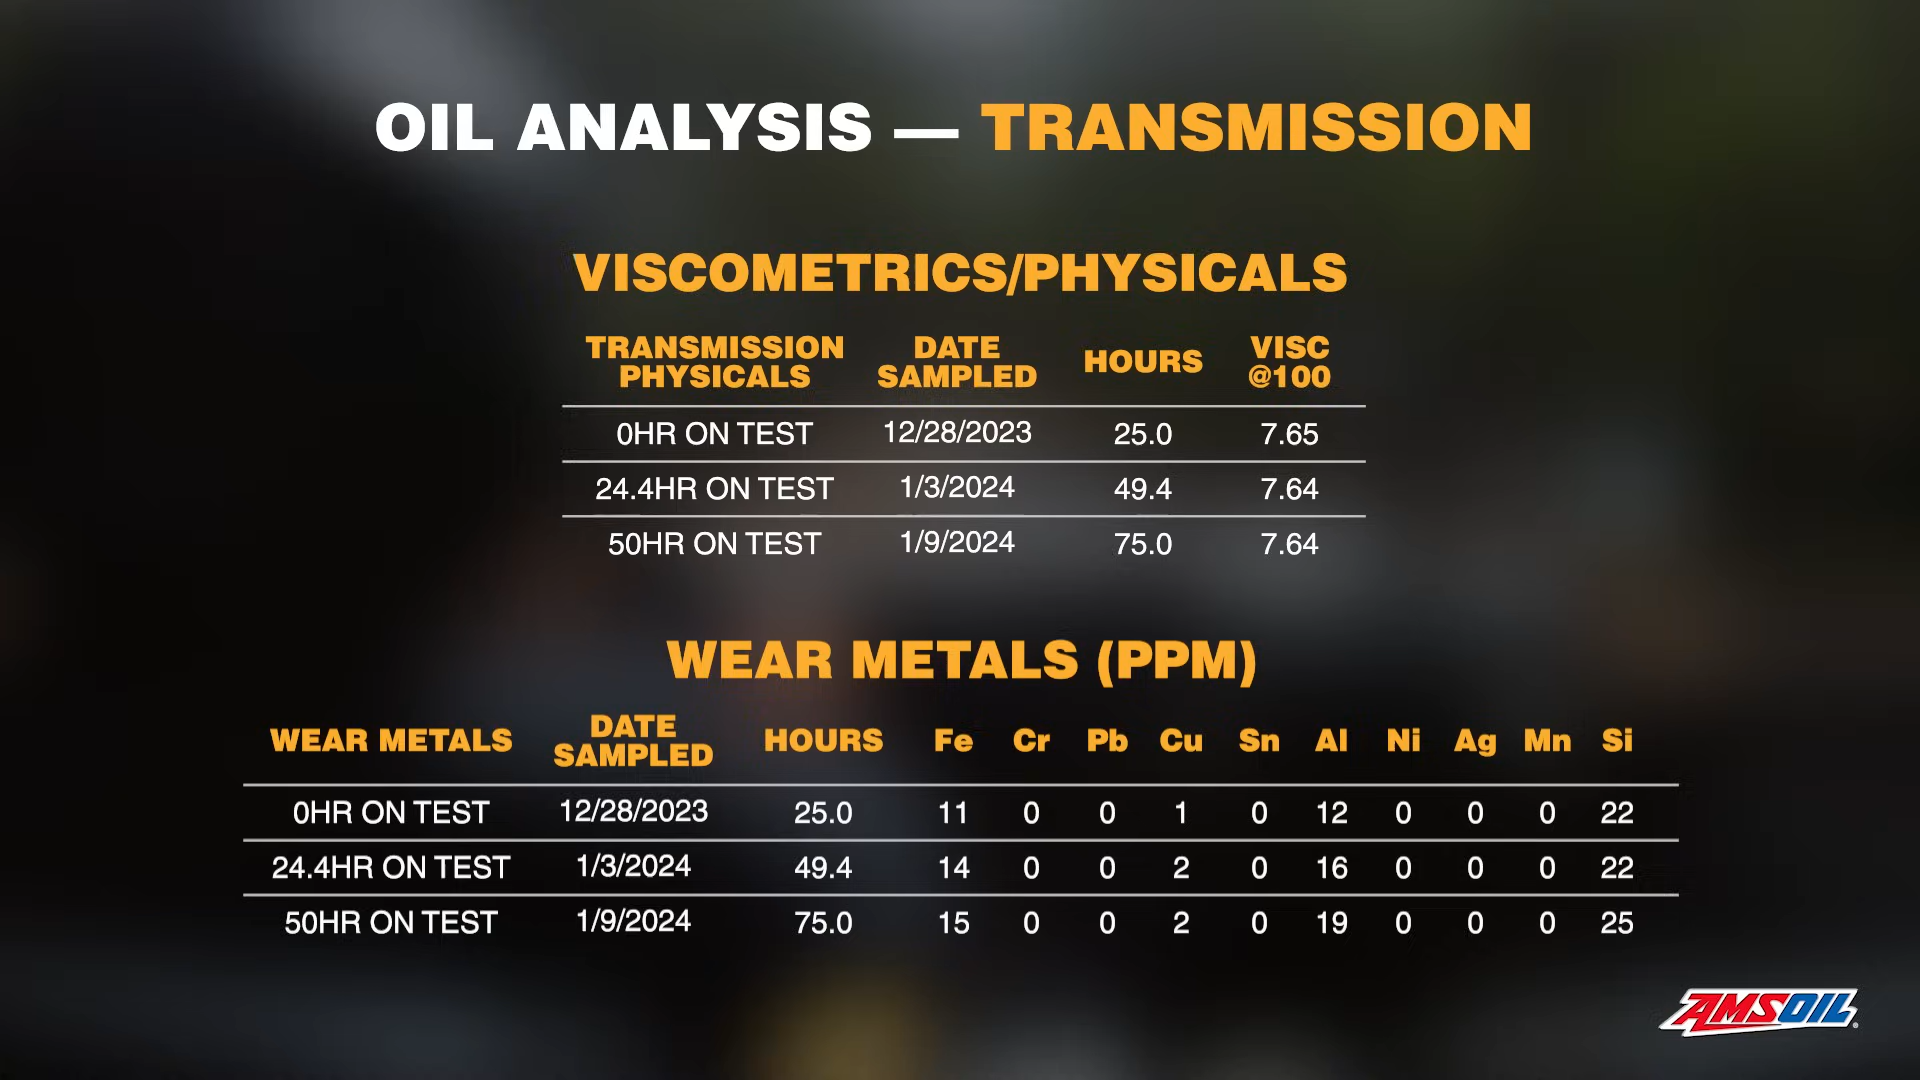 OIL ANALYSIS — TRANSMISSION
VISCOMETRICS/PHYSICALS
TRANSMISSION PHYSICALS DATE SAMPLED HOURS VISC @100
0HR ON TEST 12/28/2023 25.0 7.65
24.4HR ON TEST 1/3/2024 49.4 7.64
50HR ON TEST 1/9/2024 75.0 7.64
WEAR METALS (PPM)
WEAR METALS DATE SAMPLED HOURS Fe Cr Pb Cu Sn Al Ni Ag Mn Si
0HR ON TEST 12/28/2023 25.0 11 0 0 1 0 12 0 0 0 22
24.4HR ON TEST 1/3/2024 49.4 14 0 0 2 0 16 0 0 0 22
50HR ON TEST 1/9/2024 75.0 15 0 0 2 0 19 0 0 0 25
AMSOIL